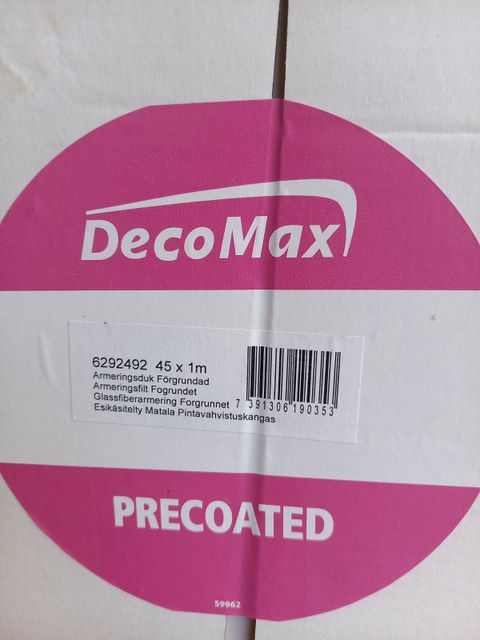 DecoMax
6292492 45 x 1m
Armeringsduk Förgrundad
Armeringsfilt Fogrundet
Glassfiberarmering Forgrunnet
Esikäsitelty Matala Pintavahvistuskangas
7 391306 190353
PRECOATED
59962